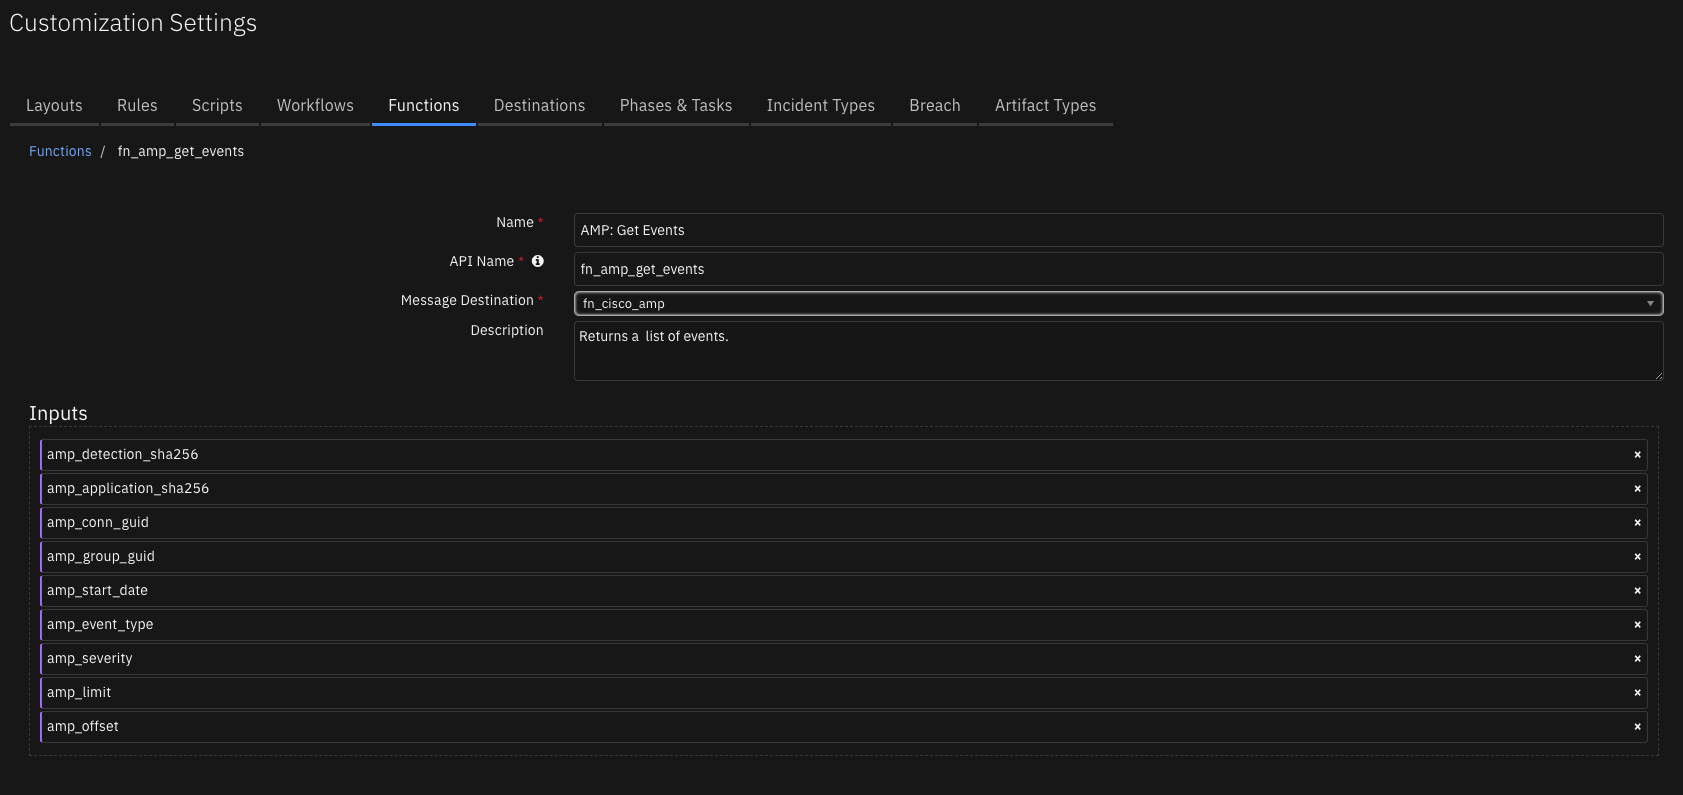 Customization Settings
Layouts Rules Scripts Workflows Functions Destinations Phases & Tasks Incident Types Breach Artifact Types
Functions / fn_amp_get_events
Name * AMP: Get Events
API Name * fn_amp_get_events
Message Destination * fn_cisco_amp
Description Returns a  list of events.
Inputs
amp_detection_sha256 ×
amp_application_sha256 ×
amp_conn_guid ×
amp_group_guid ×
amp_start_date ×
amp_event_type ×
amp_severity ×
amp_limit ×
amp_offset ×